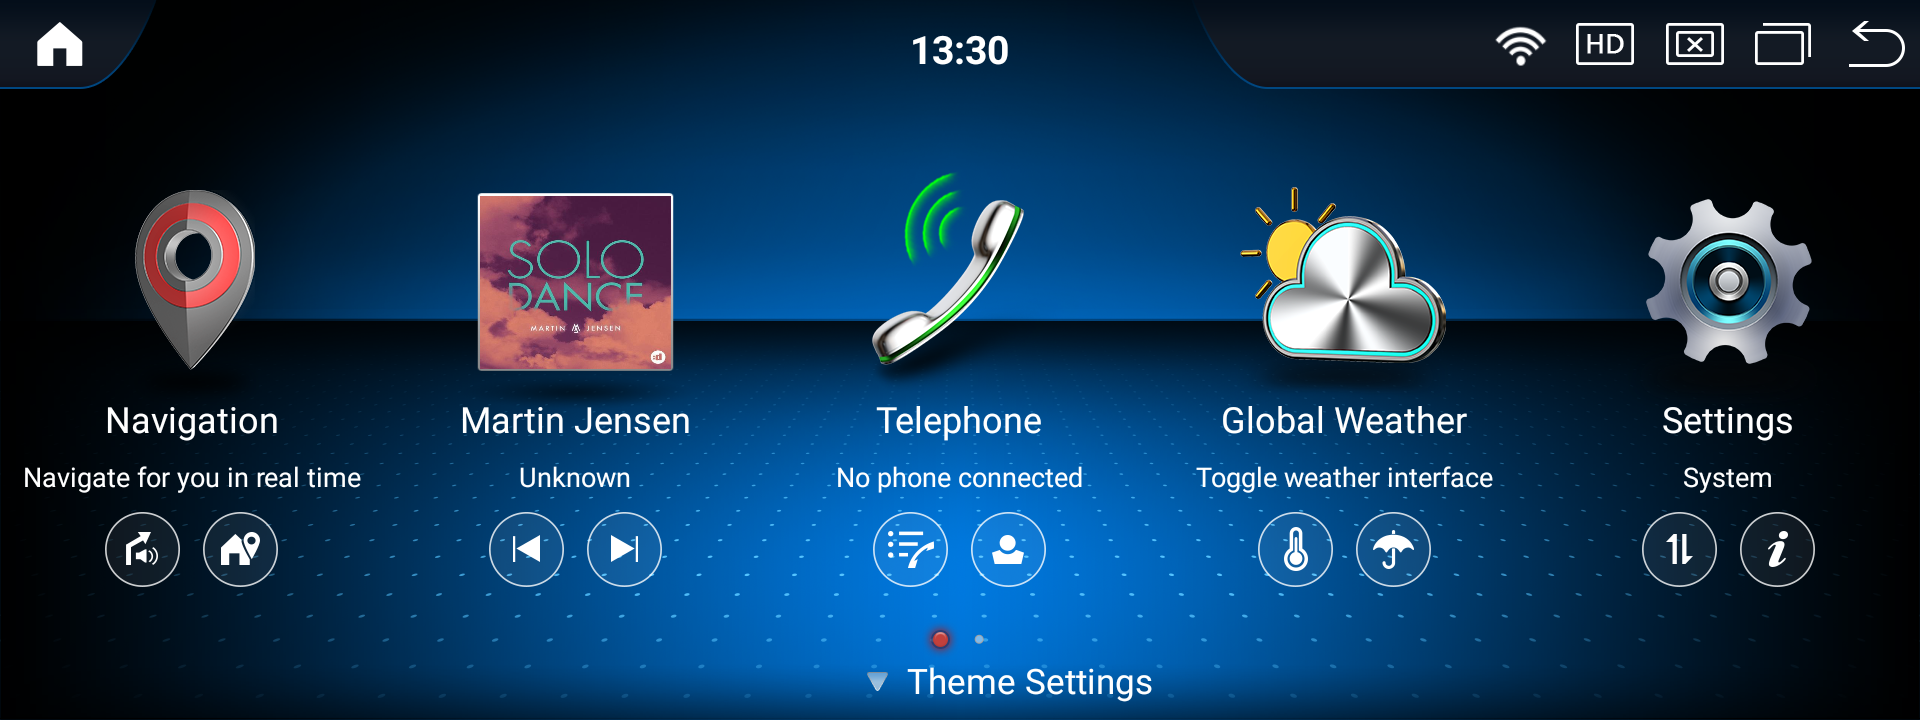 13:30
HD
SOLO
DANCE
MARTIN JENSEN
Navigation
Martin Jensen
Telephone
Global Weather
Settings
Navigate for you in real time
Unknown
No phone connected
Toggle weather interface
System
Theme Settings